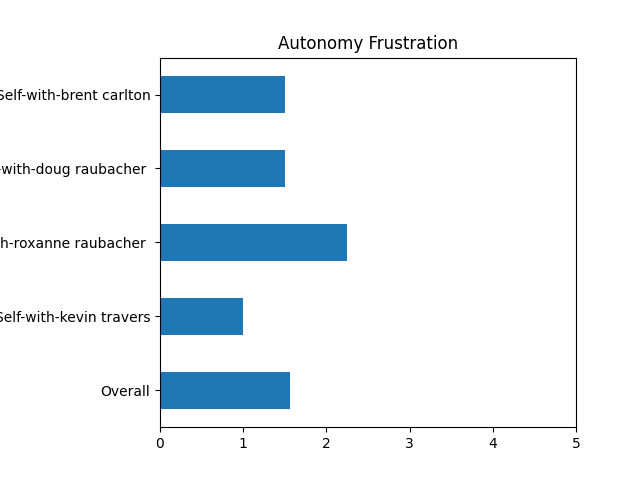 Autonomy Frustration
Self-with-brent carlton
-with-doug raubacher
h-roxanne raubacher
Self-with-kevin travers
Overall
0 1 2 3 4 5